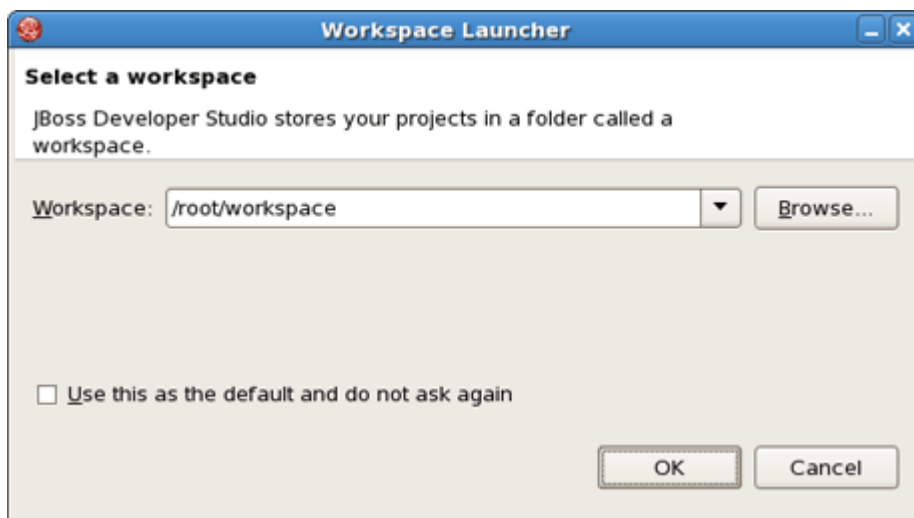 Workspace Launcher
Select a workspace
JBoss Developer Studio stores your projects in a folder called a
workspace.
Workspace: /root/workspace Browse...
Use this as the default and do not ask again
OK Cancel